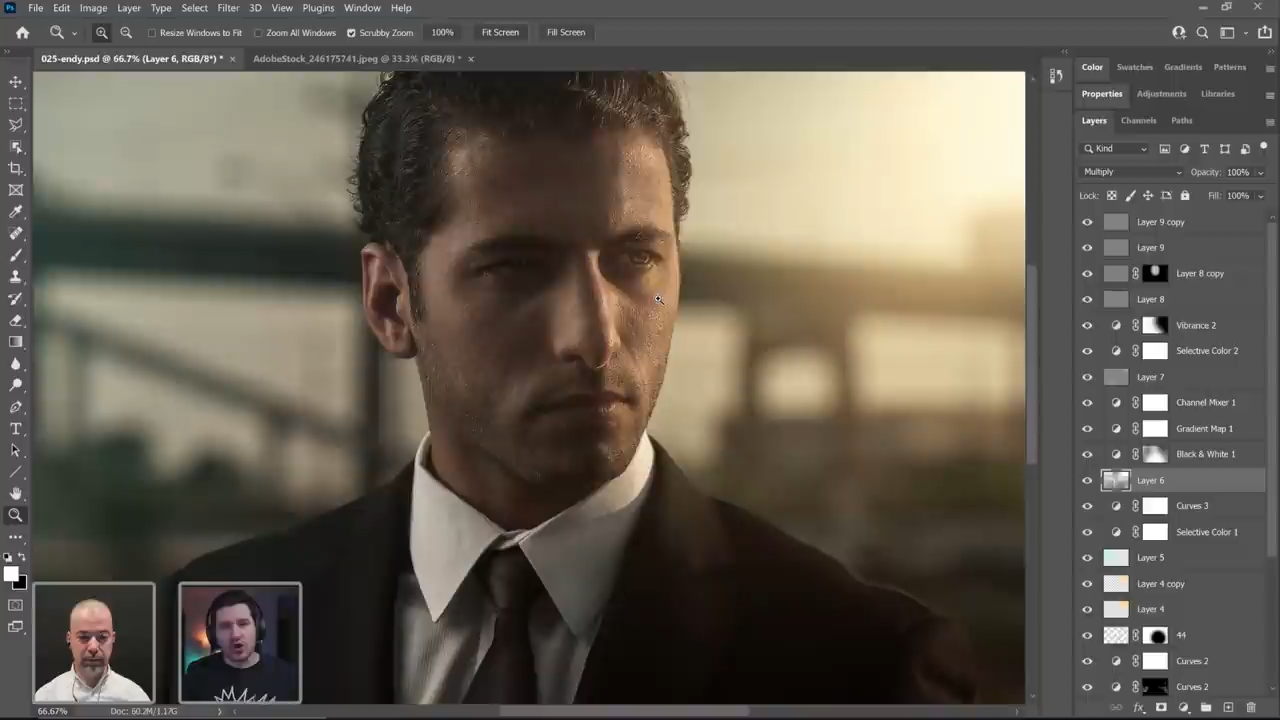 File Edit Image Layer Type Select Filter 3D View Plugins Window Help
Resize Windows to Fit Zoom All Windows Scrubby Zoom 100% Fit Screen Fill Screen
025-endy.psd @ 66.7% (Layer 6, RGB/8*) * × AdobeStock_246175741.jpeg @ 33.3% (RGB/8) * ×
Color Swatches Gradients Patterns
Properties Adjustments Libraries
Layers Channels Paths
Kind
Multiply Opacity: 100%
Lock: Fill: 100%
Layer 9 copy
Layer 9
Layer 8 copy
Layer 8
Vibrance 2
Selective Color 2
Layer 7
Channel Mixer 1
Gradient Map 1
Black & White 1
Layer 6
Curves 3
Selective Color 1
Layer 5
Layer 4 copy
Layer 4
44
Curves 2
Curves 2
66.67% Doc: 60.2M/1.17G